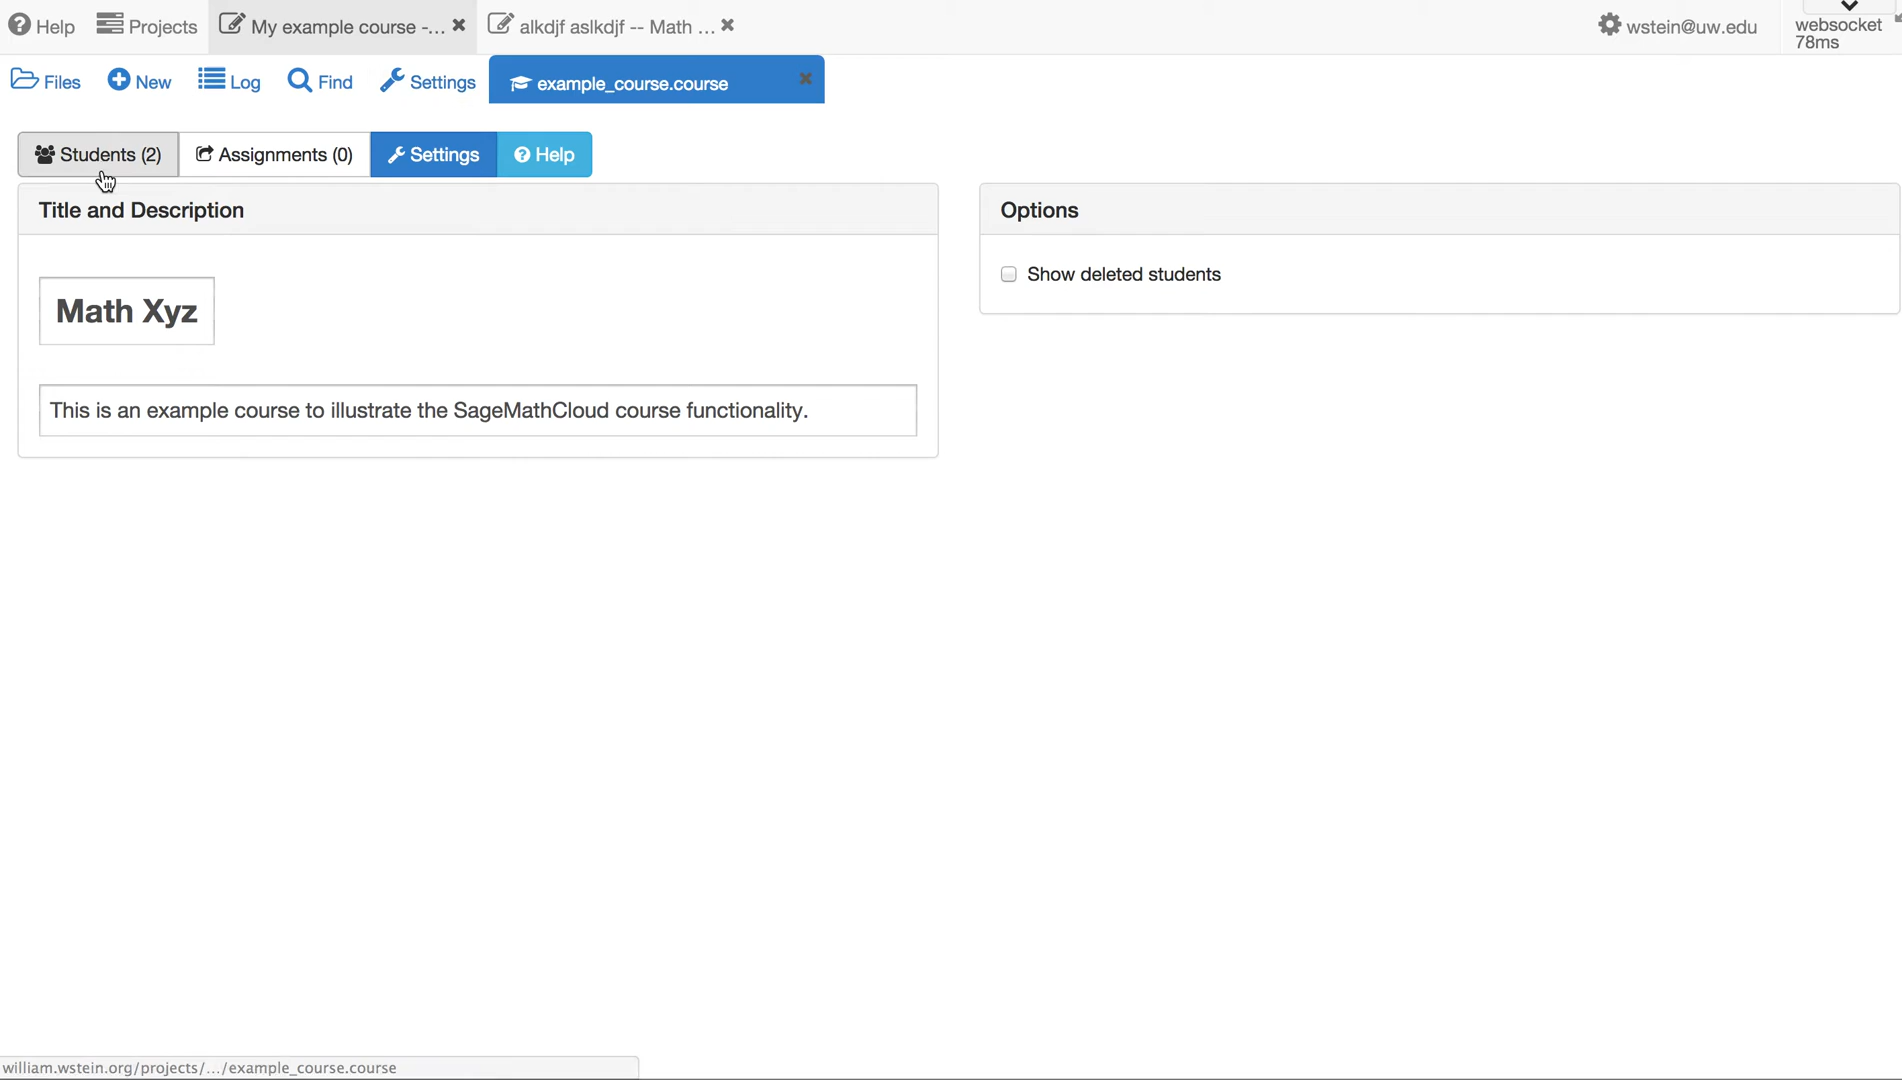 Help Projects My example course -... alkdjf aslkdjf -- Math ... wstein@uw.edu websocket
78ms
Files New Log Find Settings example_course.course
Students (2) Assignments (0) Settings Help
Title and Description Options
Show deleted students
Math Xyz
This is an example course to illustrate the SageMathCloud course functionality.
william.wstein.org/projects/.../example_course.course